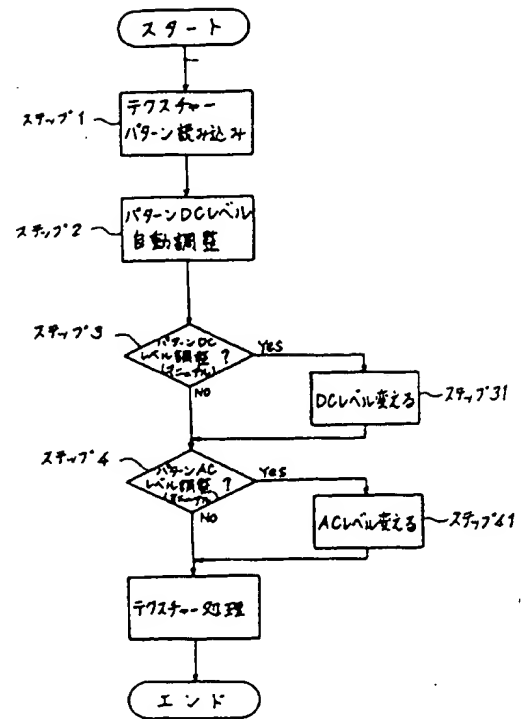 スタート
ステップ1
テクスチャー
パターン読み込み
ステップ2
パターンDCレベル
自動調整
ステップ3
パターンDC
レベル調整
(マニュアル)
?
Yes
No
DCレベル変える
ステップ31
ステップ4
パターンAC
レベル調整
(マニュアル)
?
Yes
No
ACレベル変える
ステップ41
テクスチャー処理
エンド